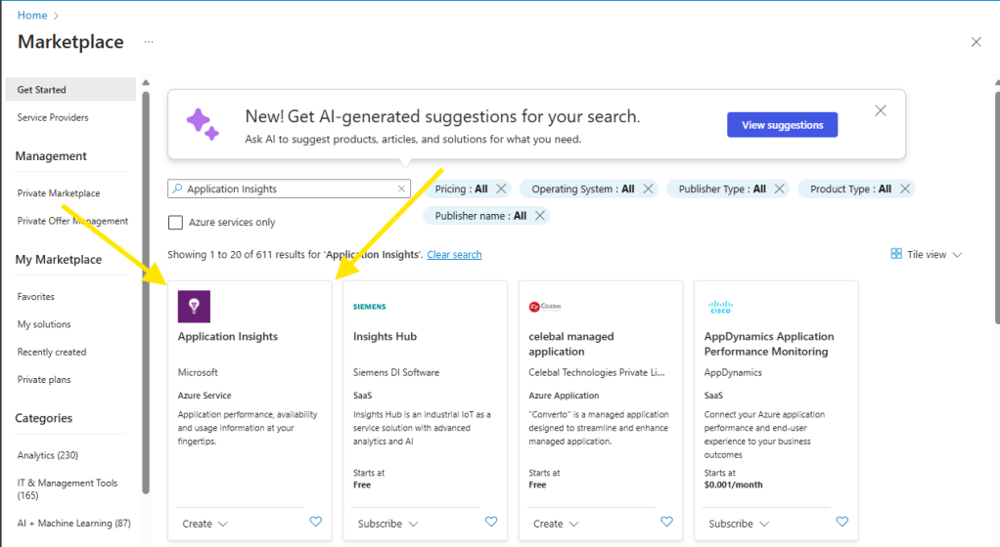 Home >
Marketplace ...
Get Started
Service Providers
Management
Private Marketplace
Private Offer Management
My Marketplace
Favorites
My solutions
Recently created
Private plans
Categories
Analytics (230)
IT & Management Tools
(165)
AI + Machine Learning (87)
New! Get AI-generated suggestions for your search.
Ask AI to suggest products, articles, and solutions for what you need.
View suggestions
Application Insights
Pricing : All
Operating System : All
Publisher Type : All
Product Type : All
Publisher name : All
Azure services only
Showing 1 to 20 of 611 results for 'Application Insights'. Clear search
Tile view
Application Insights
Microsoft
Azure Service
Application performance, availability
and usage information at your
fingertips.
Create
SIEMENS
Insights Hub
Siemens DI Software
SaaS
Insights Hub is an industrial IoT as a
service solution with advanced
analytics and AI
Starts at
Free
Subscribe
CELEBAL
celebal managed
application
Celebal Technologies Private Li...
Azure Application
"Converto" is a managed application
designed to streamline and enhance
managed application.
Starts at
Free
Create
CISCO
AppDynamics Application
Performance Monitoring
AppDynamics
SaaS
Connect your Azure application
performance and end-user
experience to your business
outcomes
Starts at
$0.001/month
Subscribe